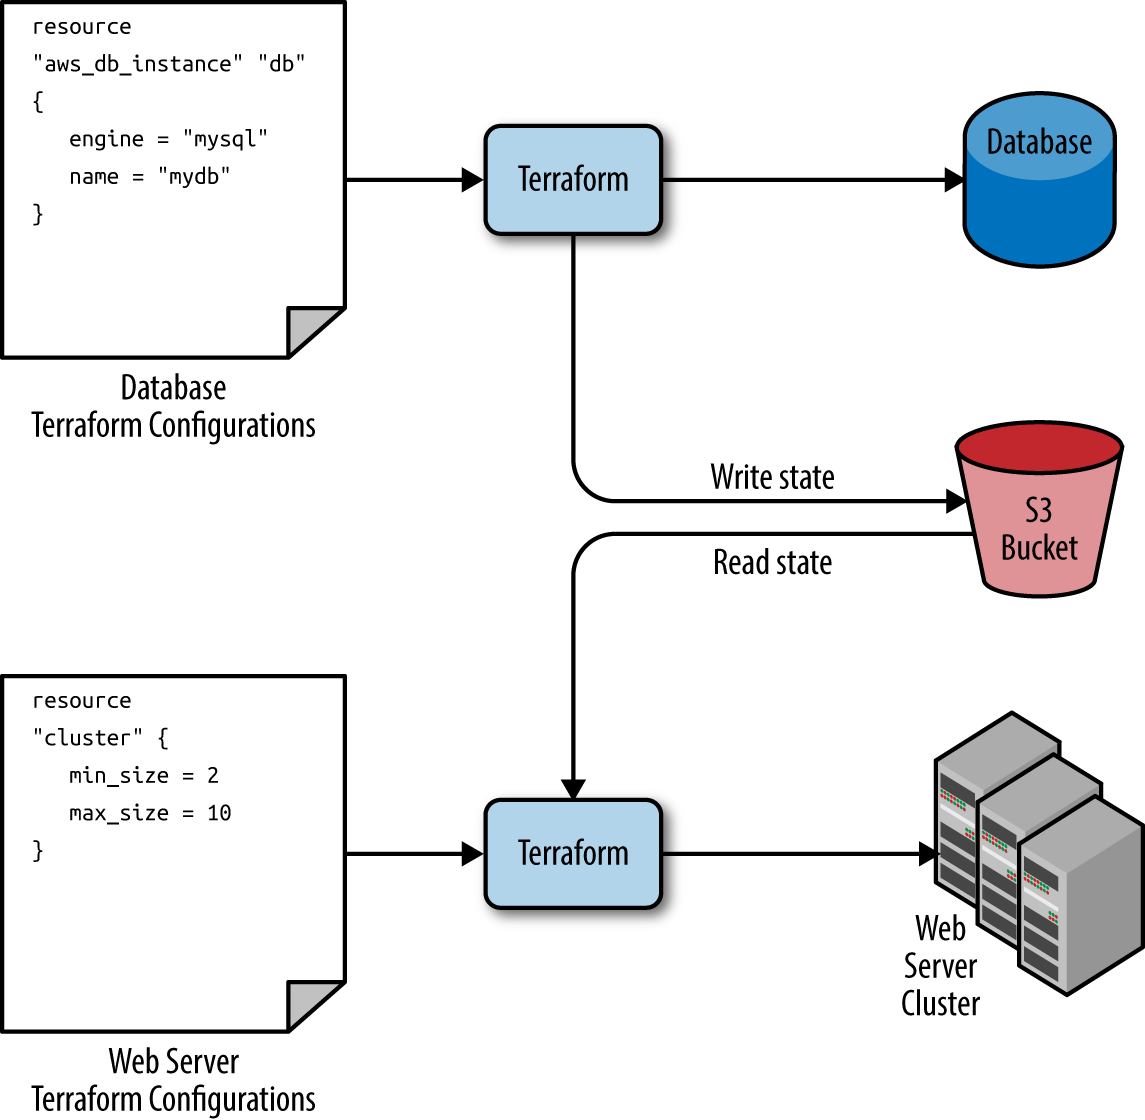 resource
"aws_db_instance" "db"
{
   engine = "mysql"
   name = "mydb"
}
Database
Terraform Configurations
Terraform
Database
Write state
S3
Bucket
Read state
resource
"cluster" {
   min_size = 2
   max_size = 10
}
Web Server
Terraform Configurations
Terraform
Web
Server
Cluster